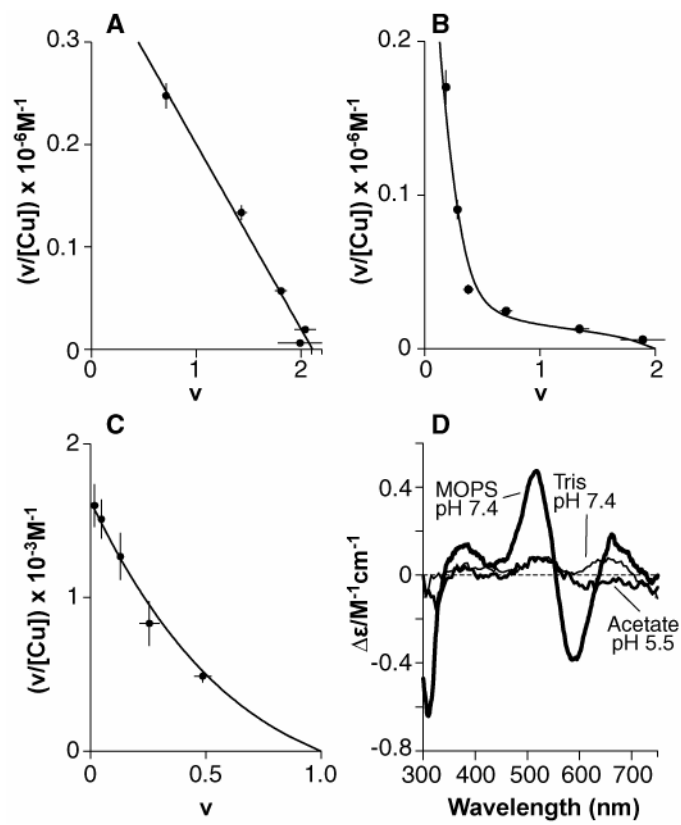 A
0.3
0.2
0.1
0
0
1
2
(v/[Cu]) x 10⁻⁶M⁻¹
v
B
0.2
0.1
0
0
1
2
(v/[Cu]) x 10⁻⁶M⁻¹
v
C
2
1
0
0
0.5
1.0
(v/[Cu]) x 10⁻³M⁻¹
v
D
0.4
0
-0.4
-0.8
300
400
500
600
700
Δε/M⁻¹cm⁻¹
Wavelength (nm)
MOPS
pH 7.4
Tris
pH 7.4
Acetate
pH 5.5